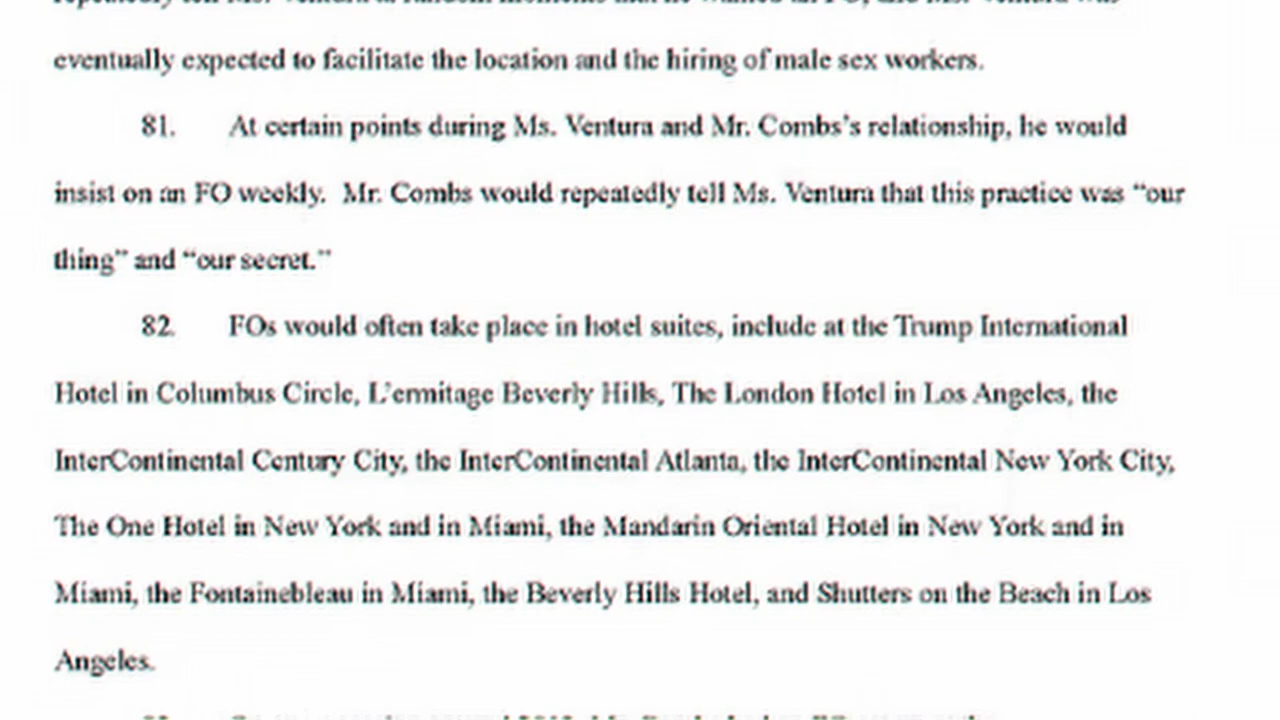 eventually expected to facilitate the location and the hiring of male sex workers.
81. At certain points during Ms. Ventura and Mr. Combs's relationship, he would
insist on an FO weekly. Mr. Combs would repeatedly tell Ms. Ventura that this practice was “our
thing” and “our secret.”
82. FOs would often take place in hotel suites, include at the Trump International
Hotel in Columbus Circle, L’ermitage Beverly Hills, The London Hotel in Los Angeles, the
InterContinental Century City, the InterContinental Atlanta, the InterContinental New York City,
The One Hotel in New York and in Miami, the Mandarin Oriental Hotel in New York and in
Miami, the Fontainebleau in Miami, the Beverly Hills Hotel, and Shutters on the Beach in Los
Angeles.